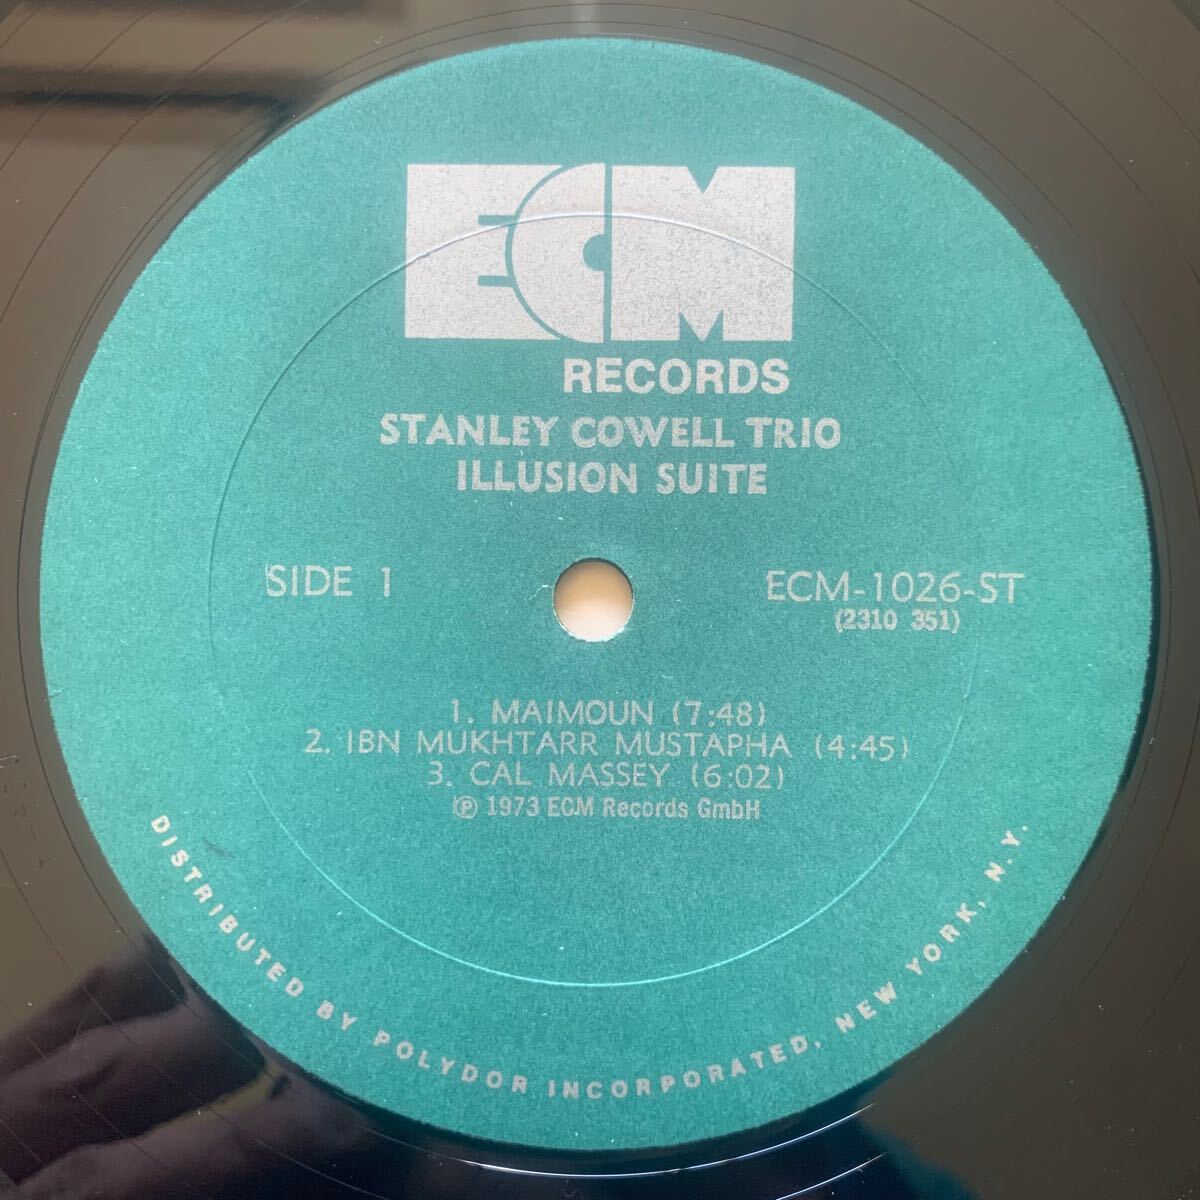 ECM
RECORDS
STANLEY COWELL TRIO
ILLUSION SUITE
SIDE 1
ECM-1026-ST
(2310 351)
1. MAIMOUN (7:48)
2. IBN MUKHTARR MUSTAPHA (4:45)
3. CAL MASSEY (6:02)
℗ 1973 ECM Records GmbH
DISTRIBUTED BY POLYDOR INCORPORATED, NEW YORK, N.Y.